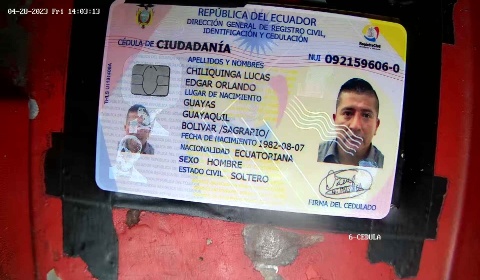 04-28-2023 Fri 14:03:13
REPÚBLICA DEL ECUADOR
DIRECCIÓN GENERAL DE REGISTRO CIVIL,
IDENTIFICACIÓN Y CEDULACIÓN
CÉDULA DE CIUDADANÍA
NUI 092159606-0
APELLIDOS Y NOMBRES
CHILIQUINGA LUCAS
EDGAR ORLANDO
LUGAR DE NACIMIENTO
GUAYAS
GUAYAQUIL
BOLIVAR /SAGRARIO/
FECHA DE NACIMIENTO 1982-08-07
NACIONALIDAD ECUATORIANA
SEXO HOMBRE
ESTADO CIVIL SOLTERO
FIRMA DEL CEDULADO
6-CEDULA